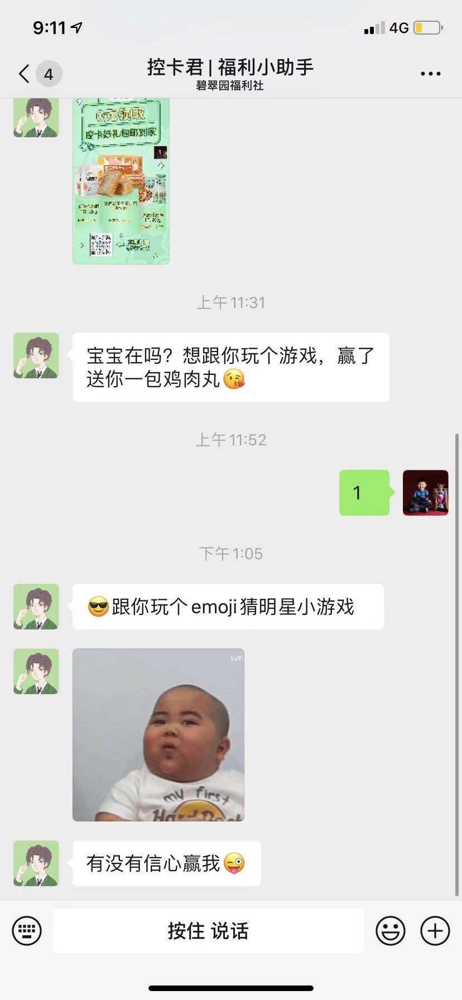 9:11
4G
4
控卡君 | 福利小助手
碧翠园福利社
0元领取
控卡好礼包邮到家
上午 11:31
宝宝在吗？想跟你玩个游戏，赢了
送你一包鸡肉丸😘
上午 11:52
1
下午 1:05
😎跟你玩个emoji猜明星小游戏
LuY.
my first
Hard Rock
有没有信心赢我😜
按住 说话